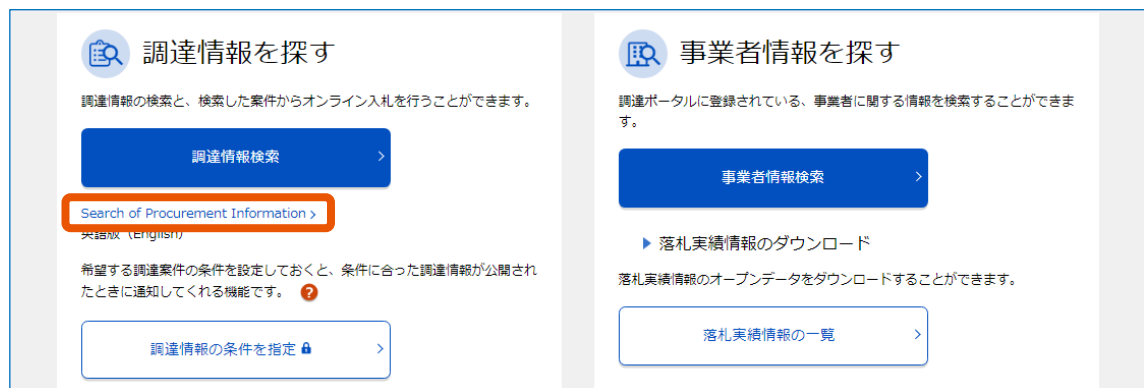 調達情報を探す
調達情報の検索と、検索した案件からオンライン入札を行うことができます。
調達情報検索
Search of Procurement Information
英語版（English）
希望する調達案件の条件を設定しておくと、条件に合った調達情報が公開され
たときに通知してくれる機能です。 ?
調達情報の条件を指定
事業者情報を探す
調達ポータルに登録されている、事業者に関する情報を検索することができま
す。
事業者情報検索
落札実績情報のダウンロード
落札実績情報のオープンデータをダウンロードすることができます。
落札実績情報の一覧